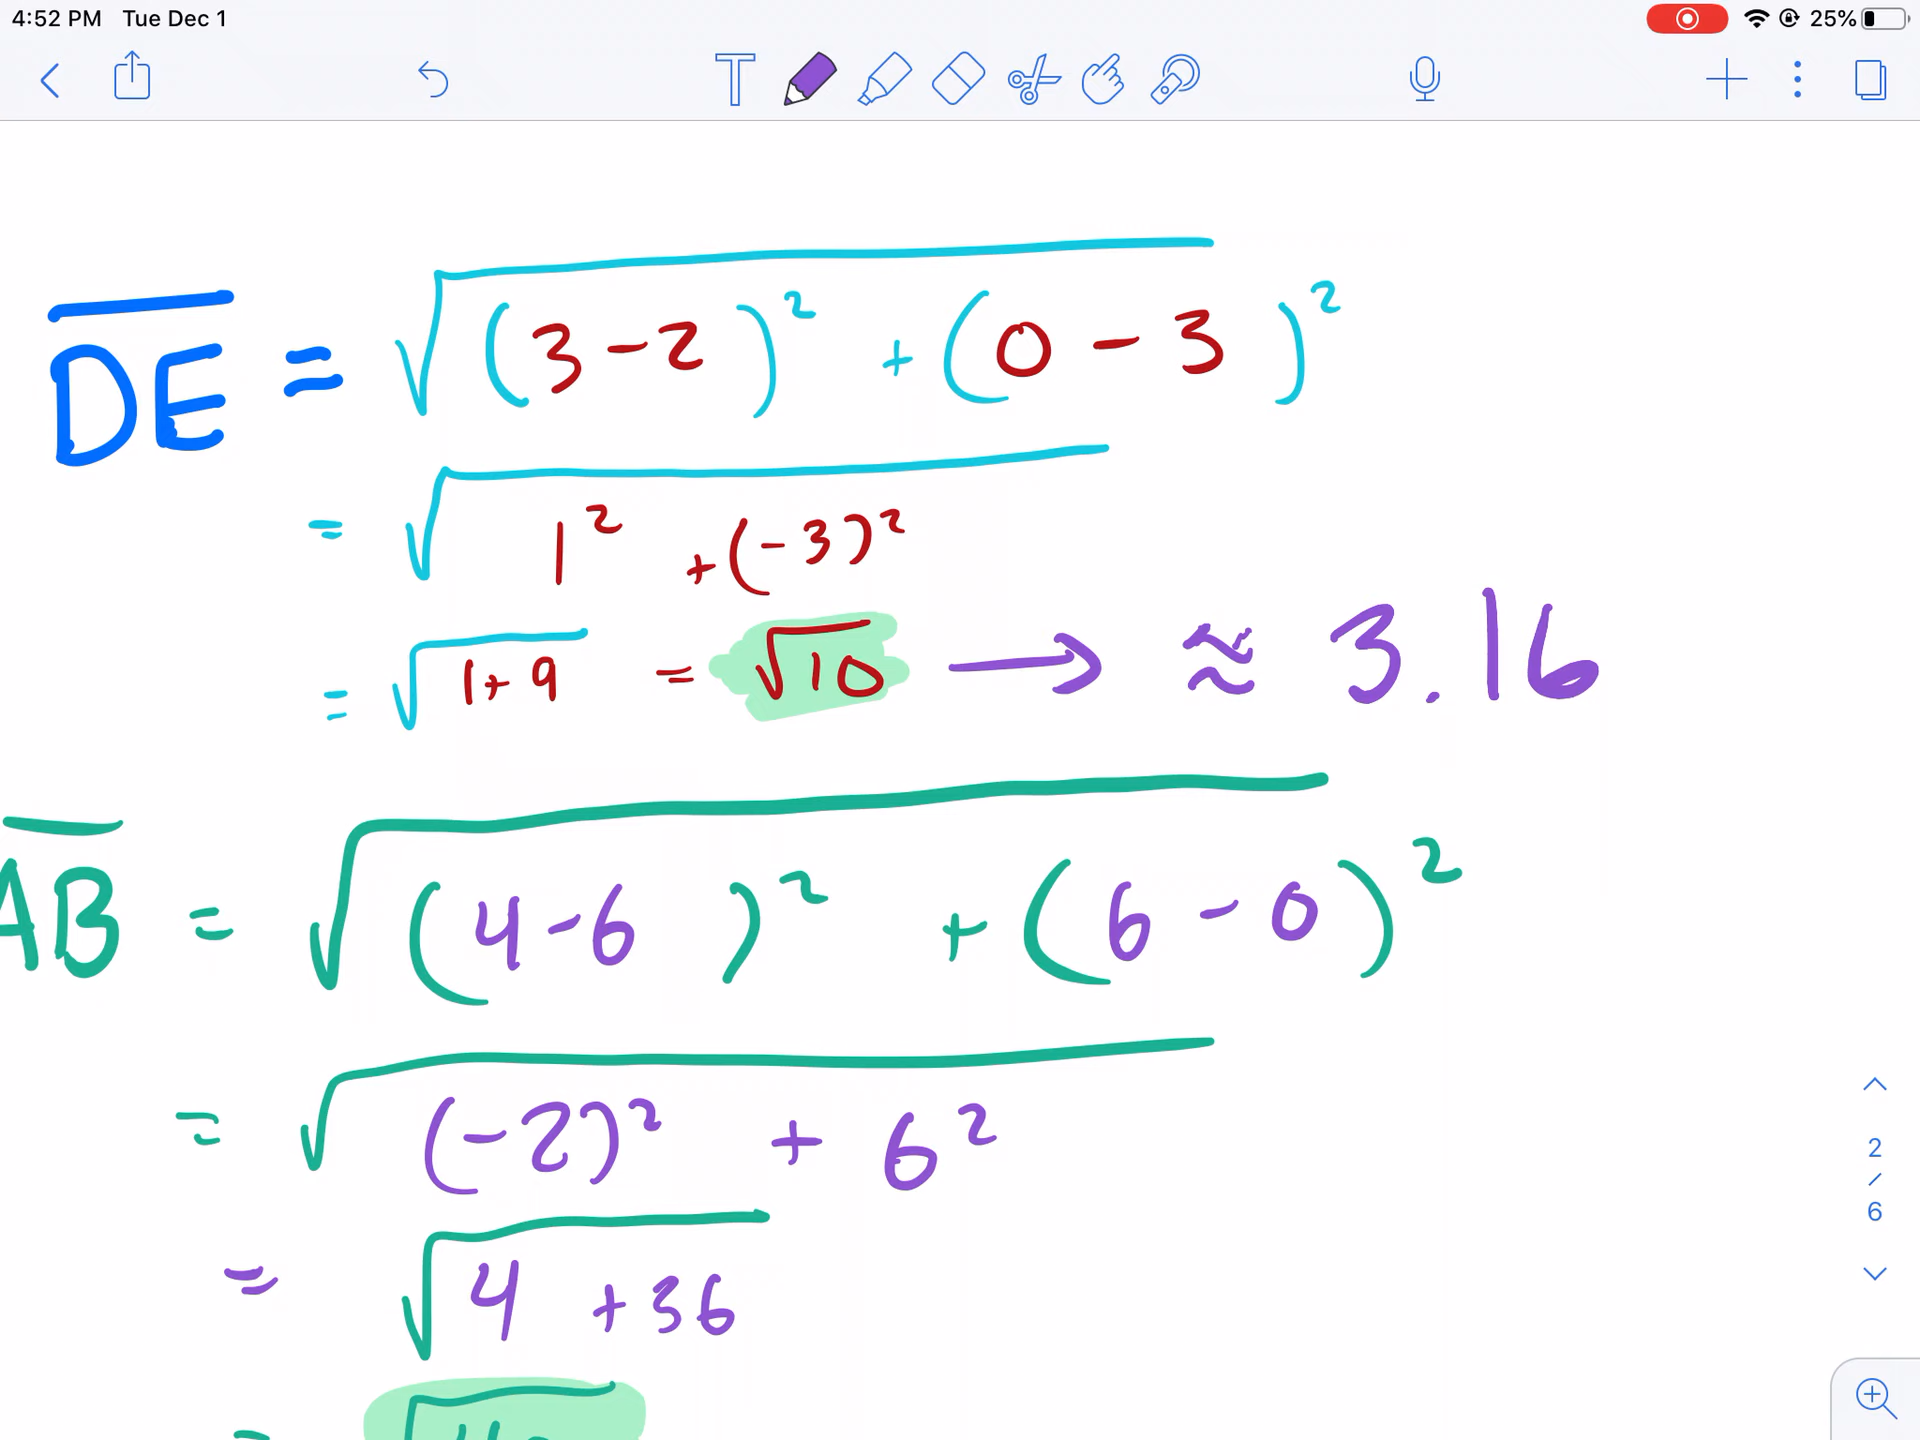 4:52 PM Tue Dec 1
25%
T
DE = √(3-2)² + (0-3)²
= √1² + (-3)²
= √1+9 = √10 → ≈ 3.16
AB = √(4-6)² + (6-0)²
= √(-2)² + 6²
2
/
6
= √4 + 36
=